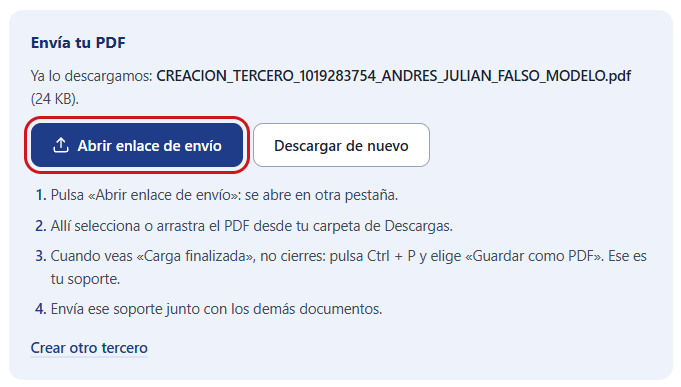 Envía tu PDF
Ya lo descargamos: CREACION_TERCERO_1019283754_ANDRES_JULIAN_FALSO_MODELO.pdf
(24 KB).
Abrir enlace de envío
Descargar de nuevo
1. Pulsa «Abrir enlace de envío»: se abre en otra pestaña.
2. Allí selecciona o arrastra el PDF desde tu carpeta de Descargas.
3. Cuando veas «Carga finalizada», no cierres: pulsa Ctrl + P y elige «Guardar como PDF». Ese es
tu soporte.
4. Envía ese soporte junto con los demás documentos.
Crear otro tercero